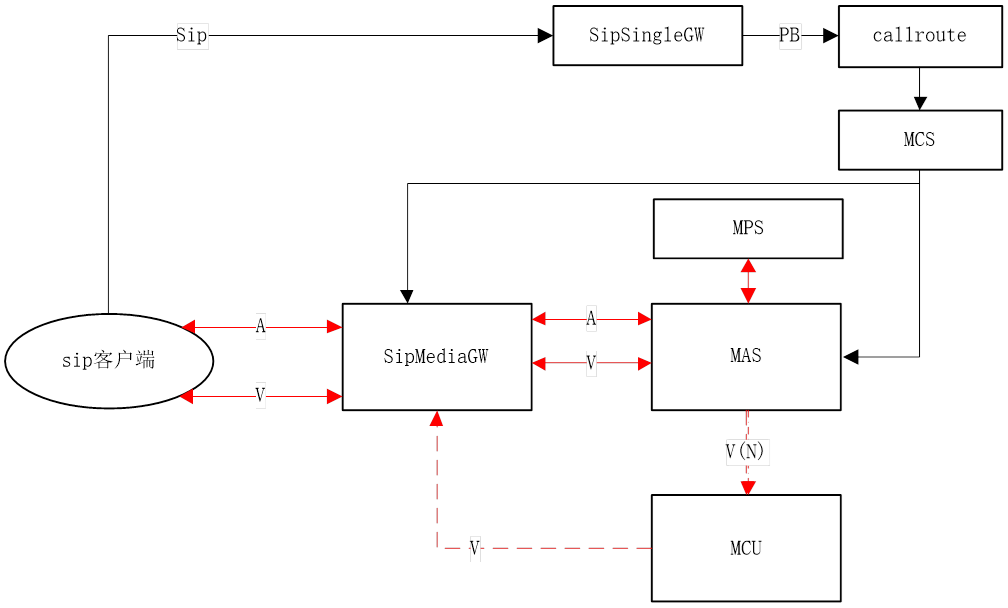 Sip
SipSingleGW
PB
callroute
MCS
MPS
A
A
sip客户端
SipMediaGW
V
MAS
V
V(N)
V
MCU